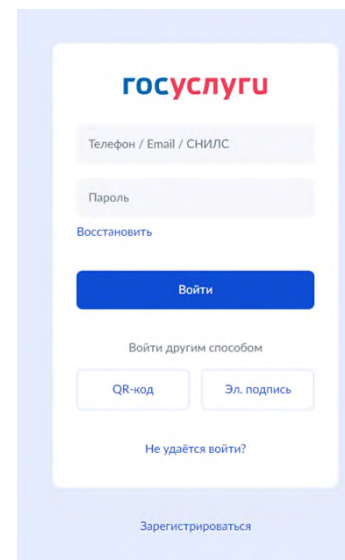 госуслуги
Телефон / Email / СНИЛС
Пароль
Восстановить
Войти
Войти другим способом
QR-код Эл. подпись
Не удаётся войти?
Зарегистрироваться